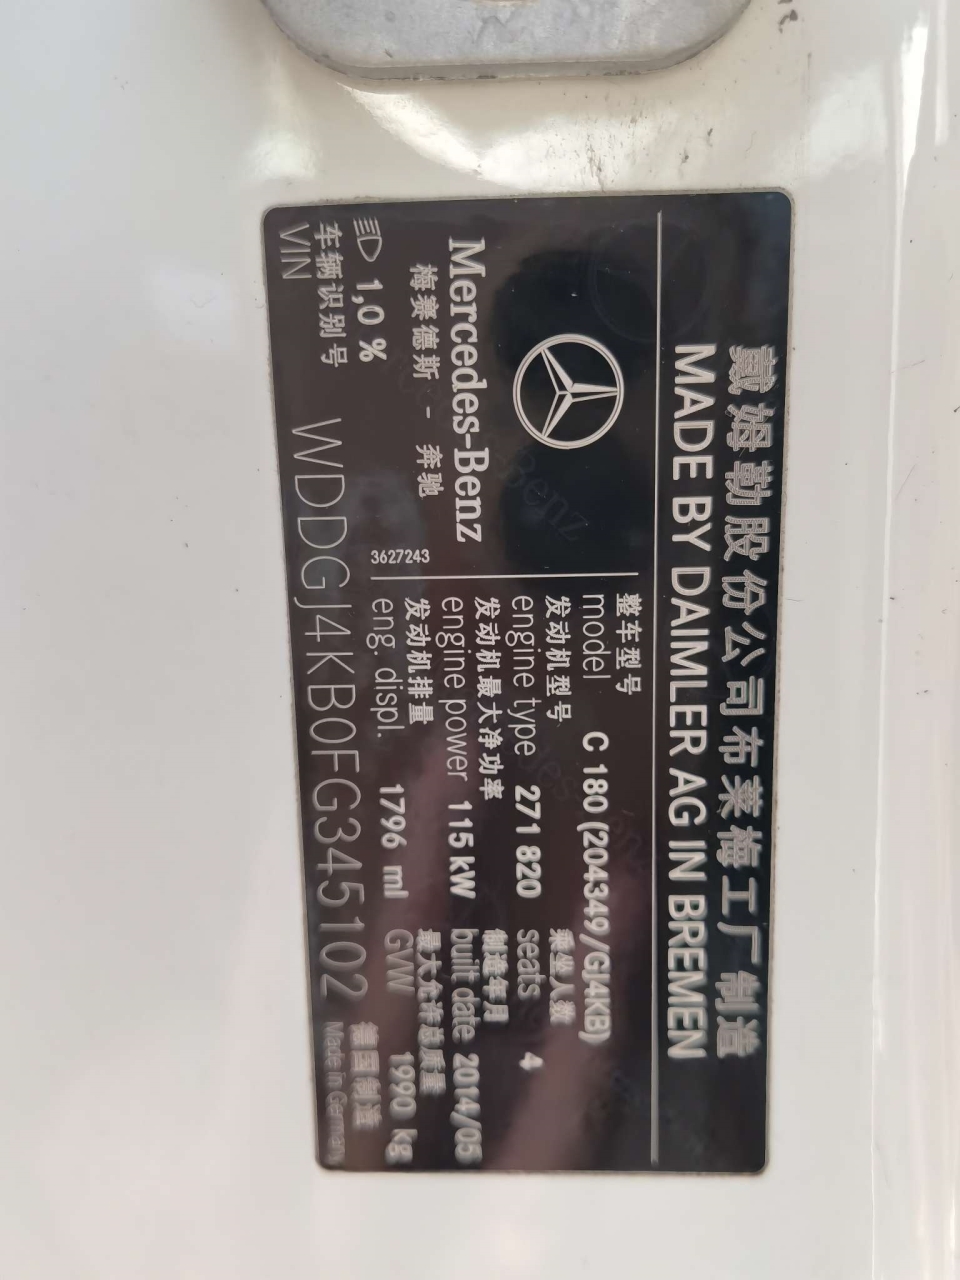 戴姆勒股份公司布莱梅工厂制造
MADE BY DAIMLER AG IN BREMEN
Mercedes-Benz
梅赛德斯 - 奔驰
1,0 %
3627243
整车型号
model C 180 (204349/GJ4KB)
发动机型号
engine type 271 820
乘坐人数
seats 4
发动机最大净功率
engine power 115 kW
制造年月
built date 2014/05
发动机排量
eng. displ. 1796 ml
最大允许总质量
GVW 1990 kg
车辆识别号
VIN WDDGJ4KB0FG345102
德国制造
Made in Germany